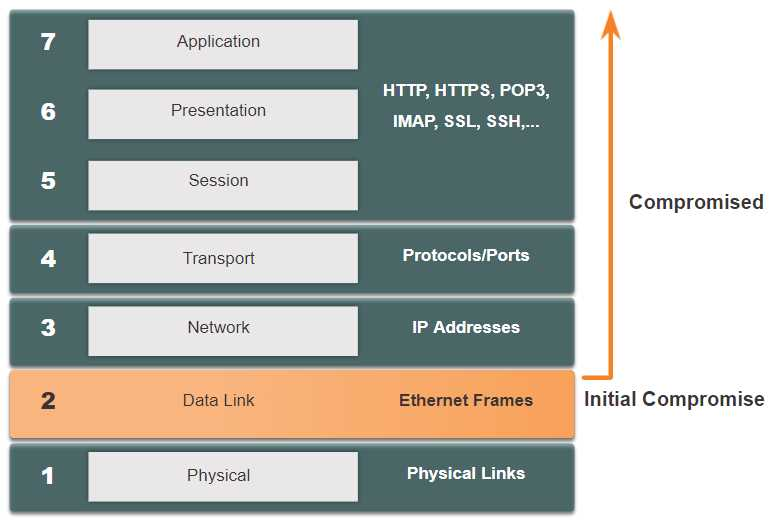 7 Application
HTTP, HTTPS, POP3,
6 Presentation
IMAP, SSL, SSH,...
5 Session
Compromised
4 Transport Protocols/Ports
3 Network IP Addresses
2 Data Link Ethernet Frames Initial Compromise
1 Physical Physical Links